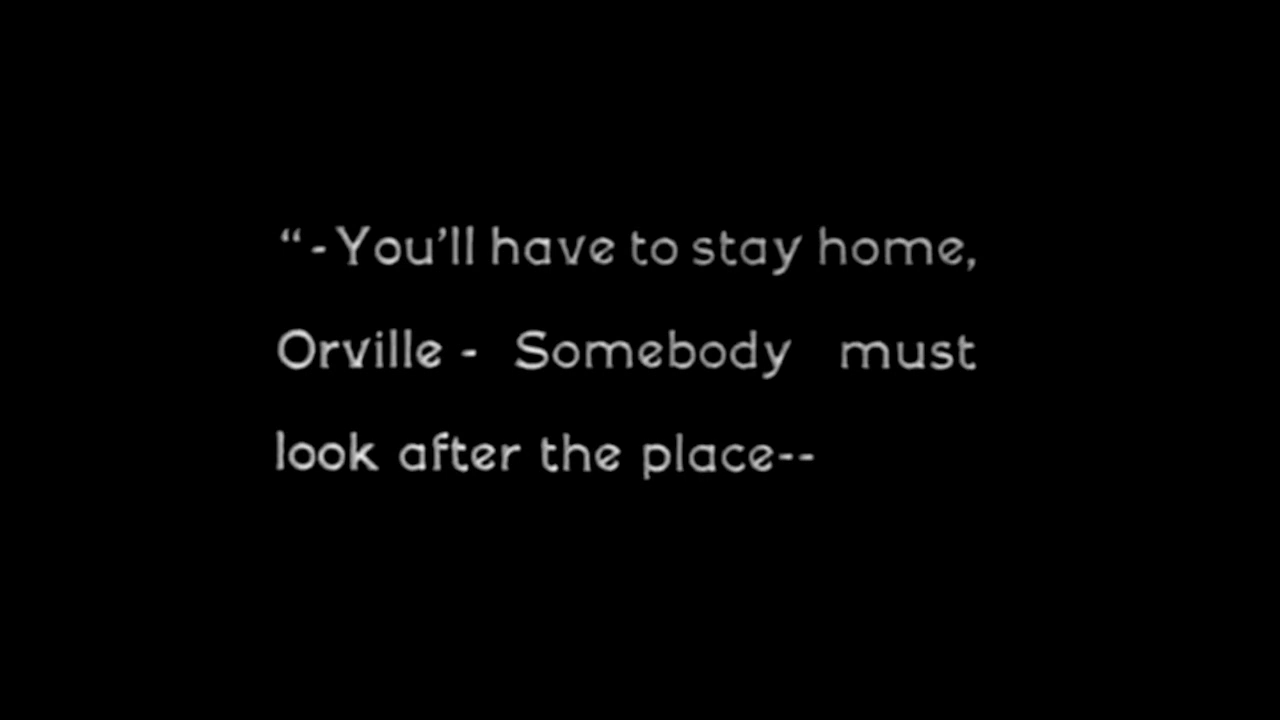 “-You’ll have to stay home,
Orville - Somebody must
look after the place--